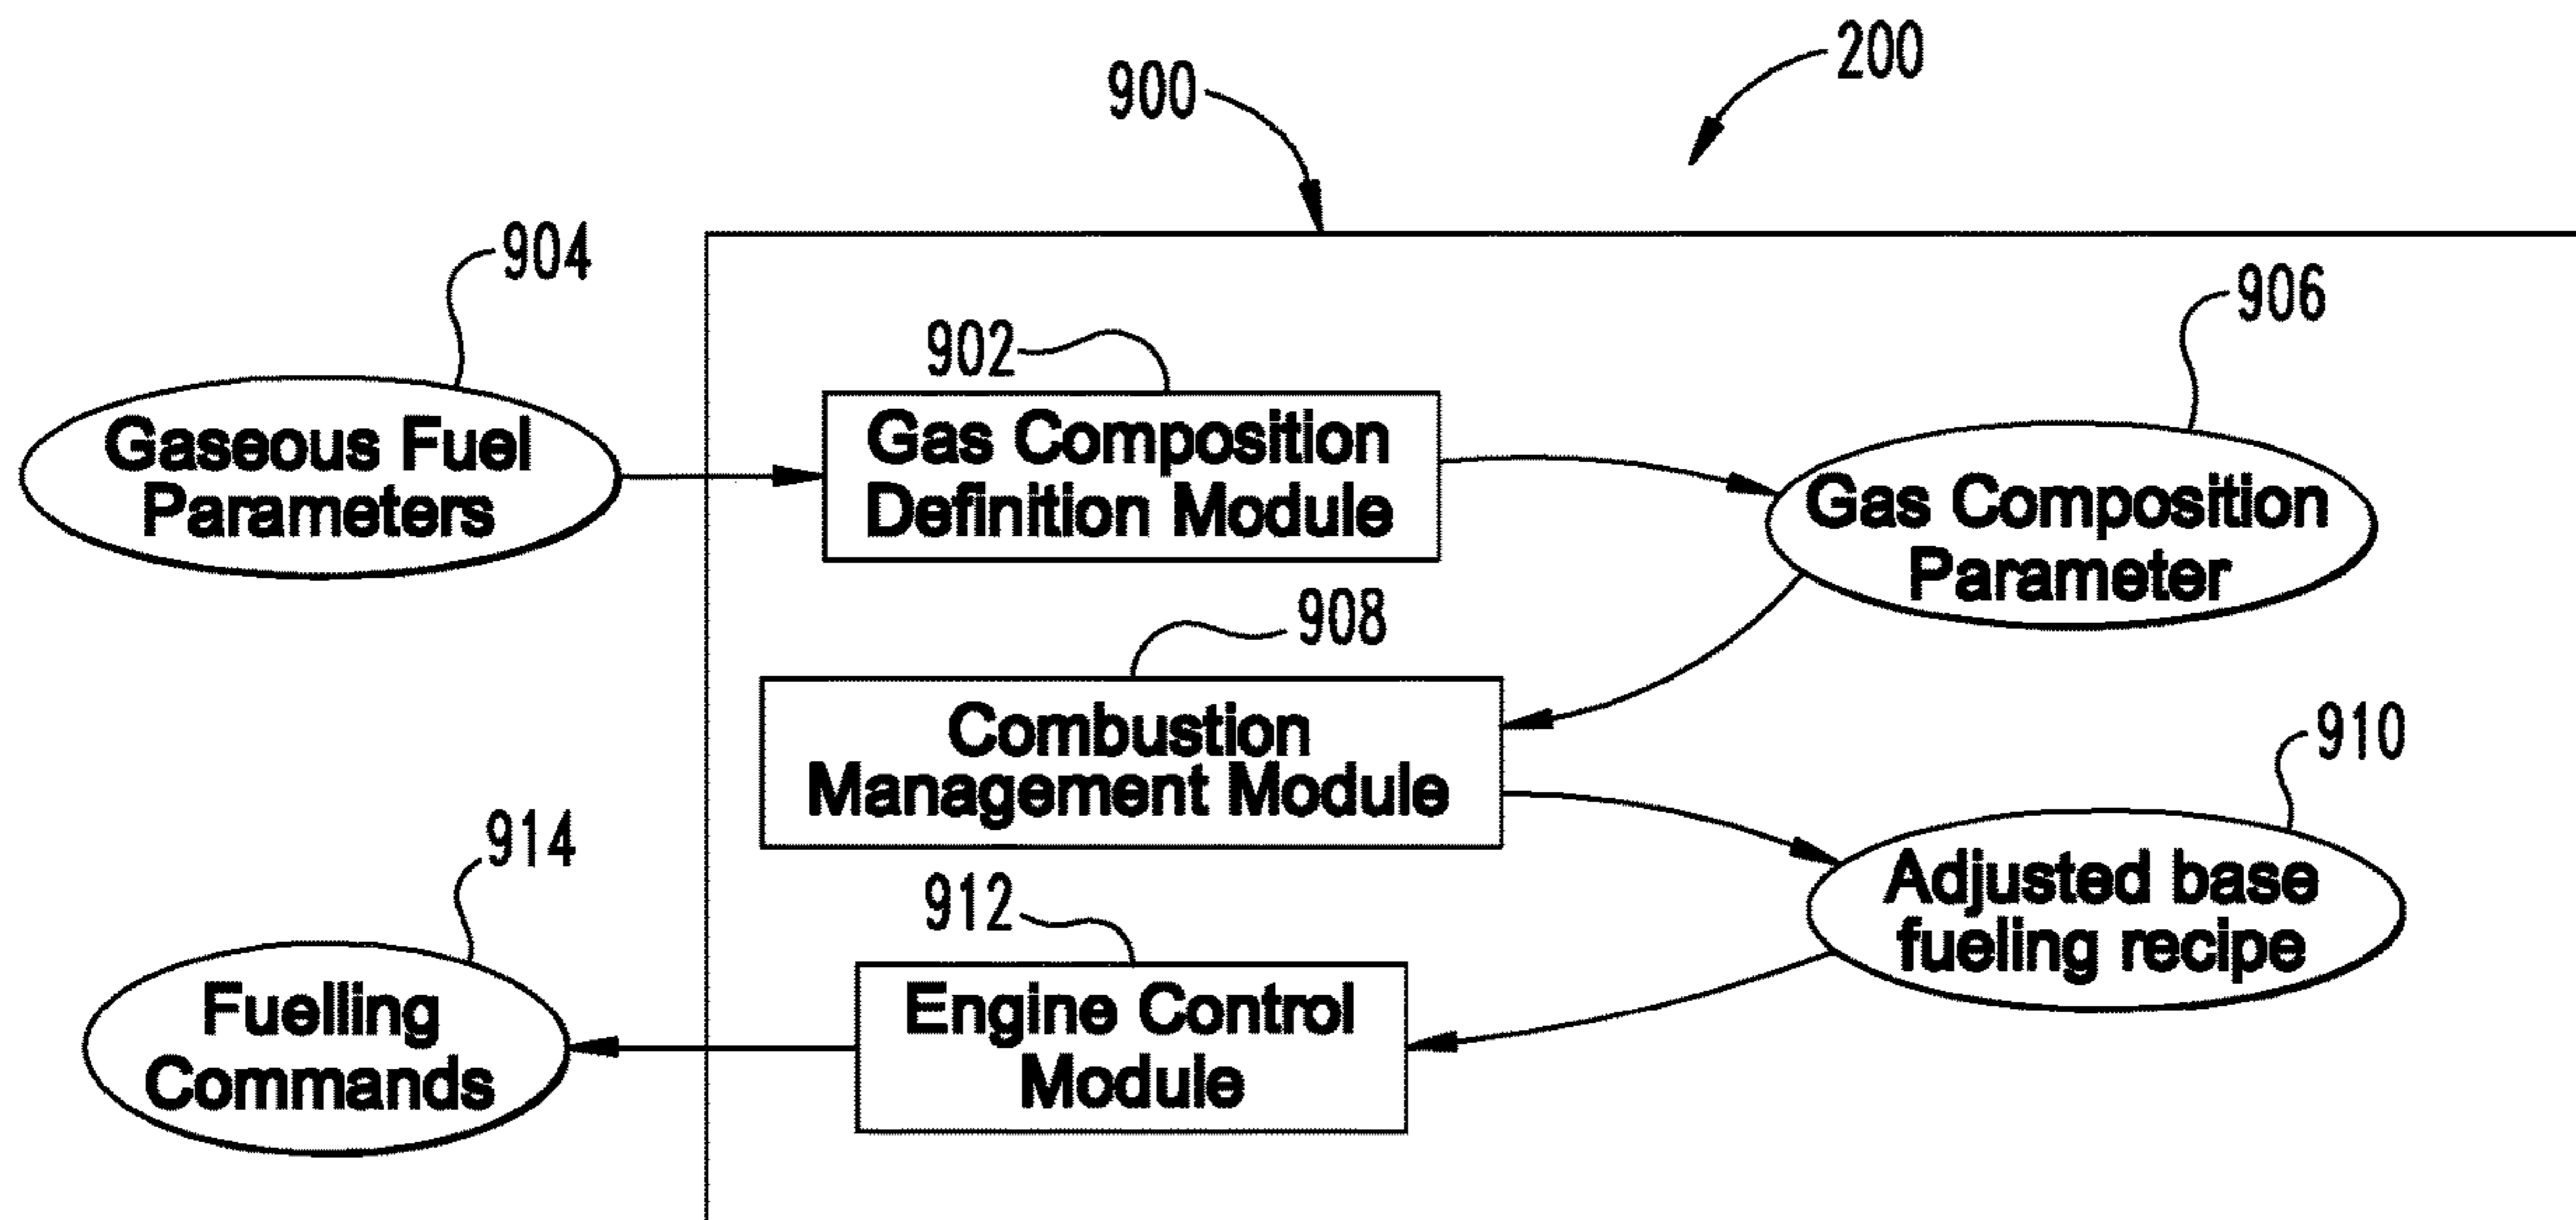 200
900
904
906
902
Gaseous Fuel
Parameters
Gas Composition
Definition Module
Gas Composition
Parameter
908
Combustion
Management Module
910
914
912
Adjusted base
fueling recipe
Fuelling
Commands
Engine Control
Module